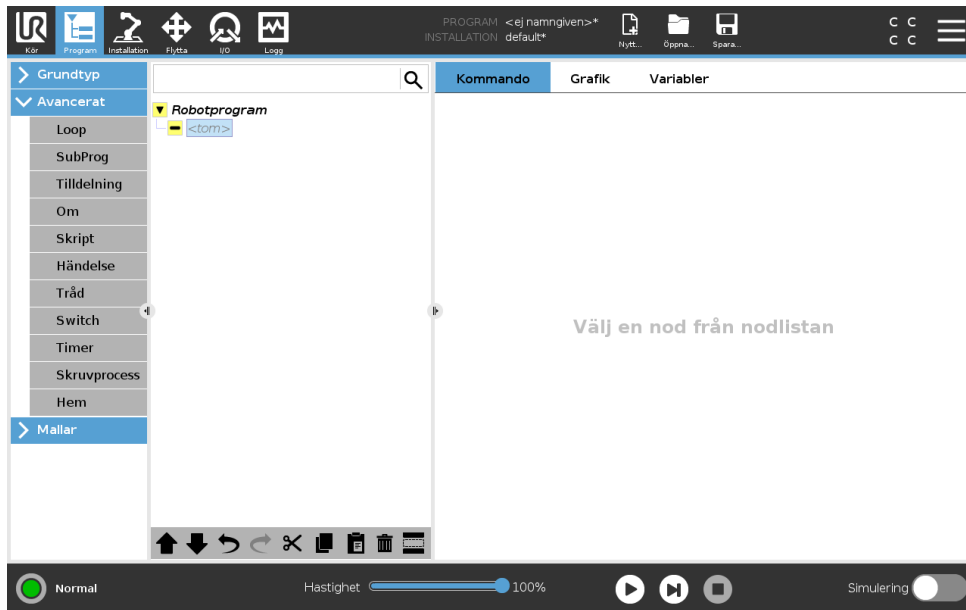 PROGRAM <ej namngiven>*
INSTALLATION default*
Kör
Program
Installation
Flytta
I/O
Logg
Nytt...
Öppna...
Spara...
C C
C C
Grundtyp
Avancerat
Loop
SubProg
Tilldelning
Om
Skript
Händelse
Tråd
Switch
Timer
Skruvprocess
Hem
Mallar
Robotprogram
<tom>
Kommando Grafik Variabler
Välj en nod från nodlistan
Normal
Hastighet 100%
Simulering